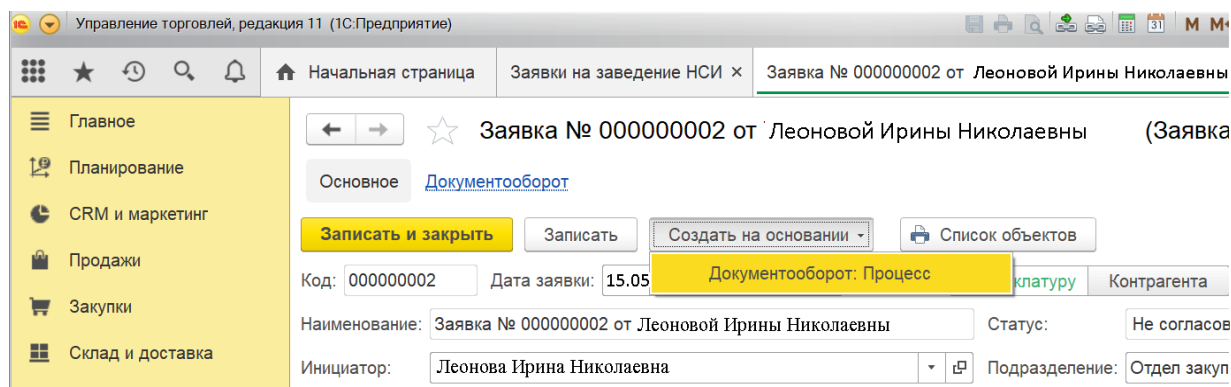 Управление торговлей, редакция 11 (1С:Предприятие)
31 M M+
Начальная страница Заявки на заведение НСИ × Заявка № 000000002 от Леоновой Ирины Николаевны
Главное
Планирование
CRM и маркетинг
Продажи
Закупки
Склад и доставка
Заявка № 000000002 от Леоновой Ирины Николаевны (Заявка
Основное Документооборот
Записать и закрыть Записать Создать на основании Список объектов
Документооборот: Процесс
Код: 000000002 Дата заявки: 15.05 клатуру Контрагента
Наименование: Заявка № 000000002 от Леоновой Ирины Николаевны Статус: Не согласов
Инициатор: Леонова Ирина Николаевна Подразделение: Отдел закуп